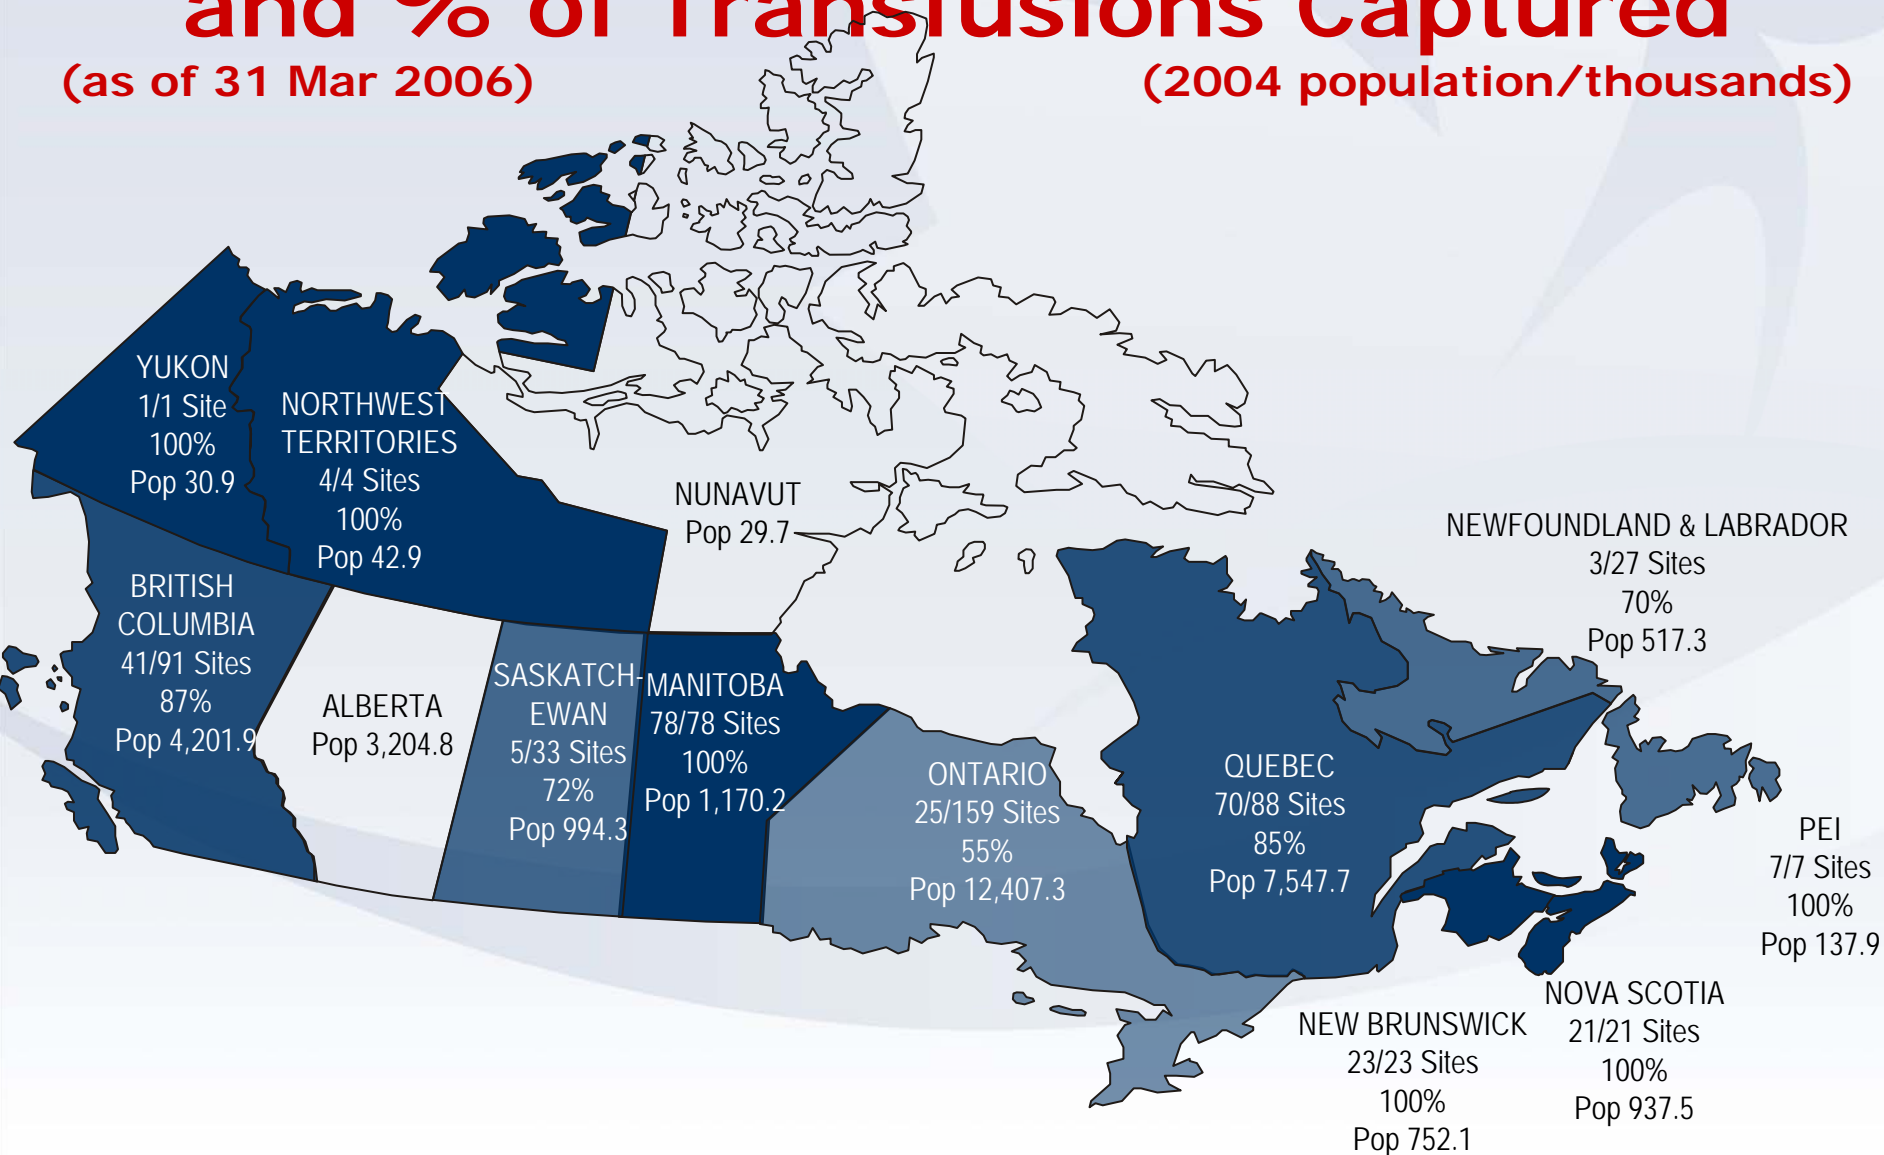 and % of Transfusions Captured
(as of 31 Mar 2006)
(2004 population/thousands)
YUKON
1/1 Site
100%
Pop 30.9
NORTHWEST
TERRITORIES
4/4 Sites
100%
Pop 42.9
NUNAVUT
Pop 29.7
NEWFOUNDLAND & LABRADOR
3/27 Sites
70%
Pop 517.3
BRITISH
COLUMBIA
41/91 Sites
87%
Pop 4,201.9
ALBERTA
Pop 3,204.8
SASKATCH-
EWAN
5/33 Sites
72%
Pop 994.3
MANITOBA
78/78 Sites
100%
Pop 1,170.2
ONTARIO
25/159 Sites
55%
Pop 12,407.3
QUEBEC
70/88 Sites
85%
Pop 7,547.7
PEI
7/7 Sites
100%
Pop 137.9
NOVA SCOTIA
21/21 Sites
100%
Pop 937.5
NEW BRUNSWICK
23/23 Sites
100%
Pop 752.1